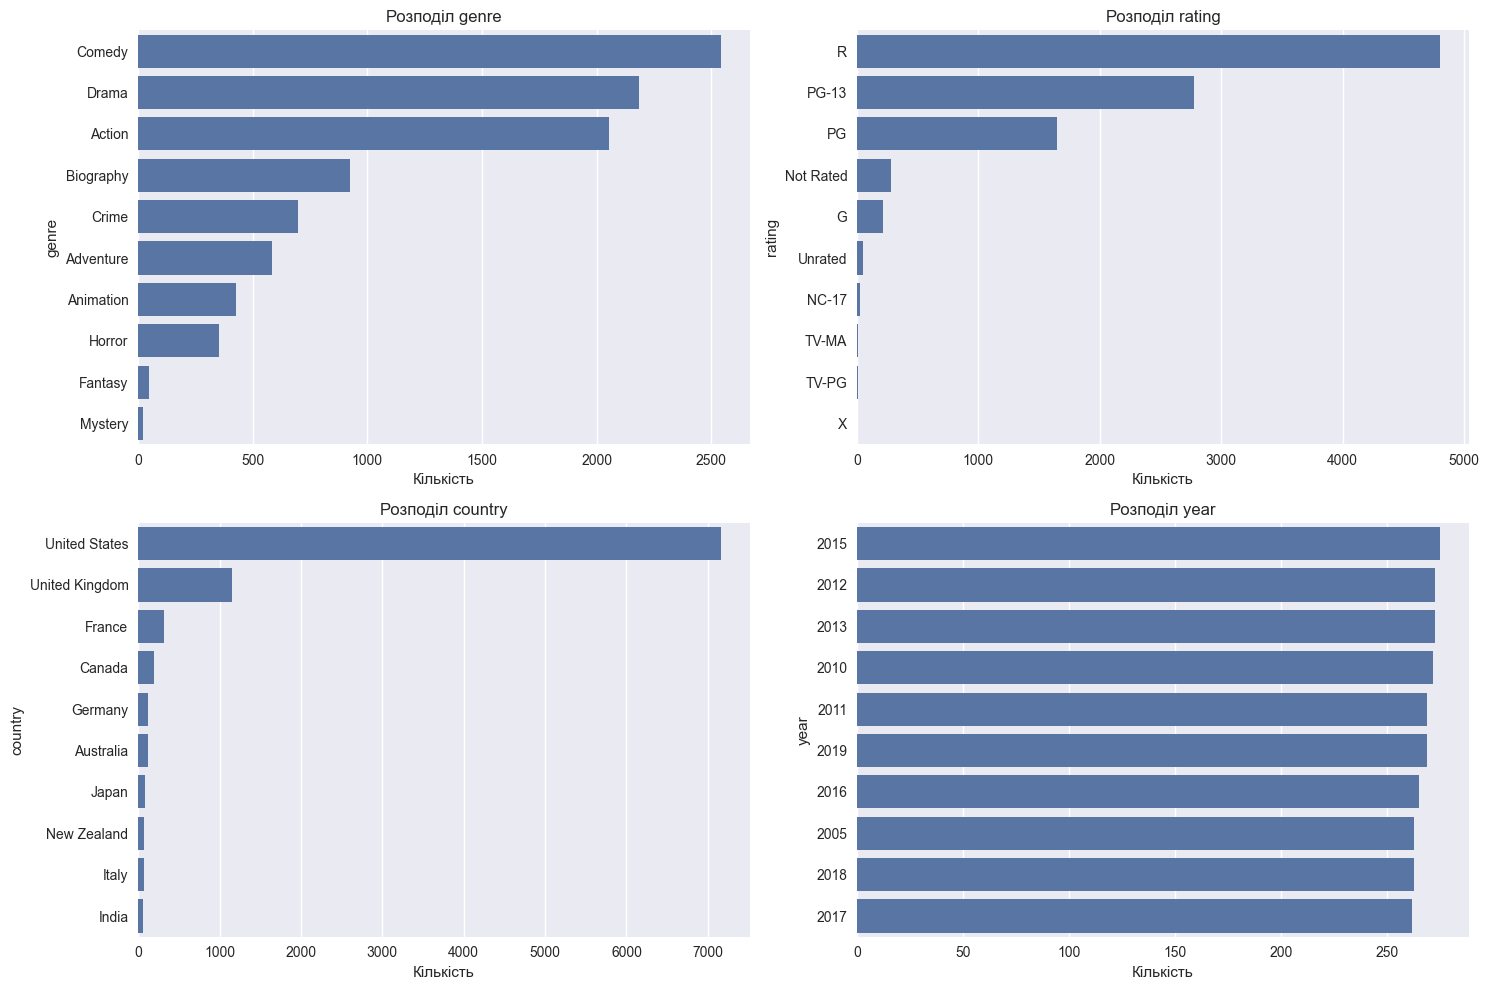 Розподіл genre
Comedy
Drama
Action
Biography
Crime
Adventure
Animation
Horror
Fantasy
Mystery
genre
0 500 1000 1500 2000 2500
Кількість
Розподіл rating
R
PG-13
PG
Not Rated
G
Unrated
NC-17
TV-MA
TV-PG
X
rating
0 1000 2000 3000 4000 5000
Кількість
Розподіл country
United States
United Kingdom
France
Canada
Germany
Australia
Japan
New Zealand
Italy
India
country
0 1000 2000 3000 4000 5000 6000 7000
Кількість
Розподіл year
2015
2012
2013
2010
2011
2019
2016
2005
2018
2017
year
0 50 100 150 200 250
Кількість